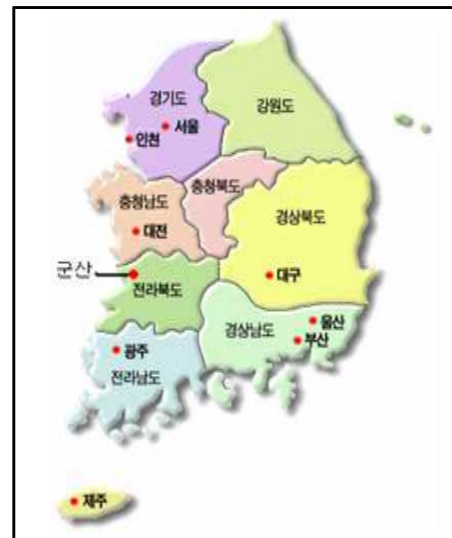 경기도
강원도
서울
인천
충청북도
충청남도
경상북도
대전
군산
대구
전라북도
울산
경상남도
부산
광주
전라남도
제주